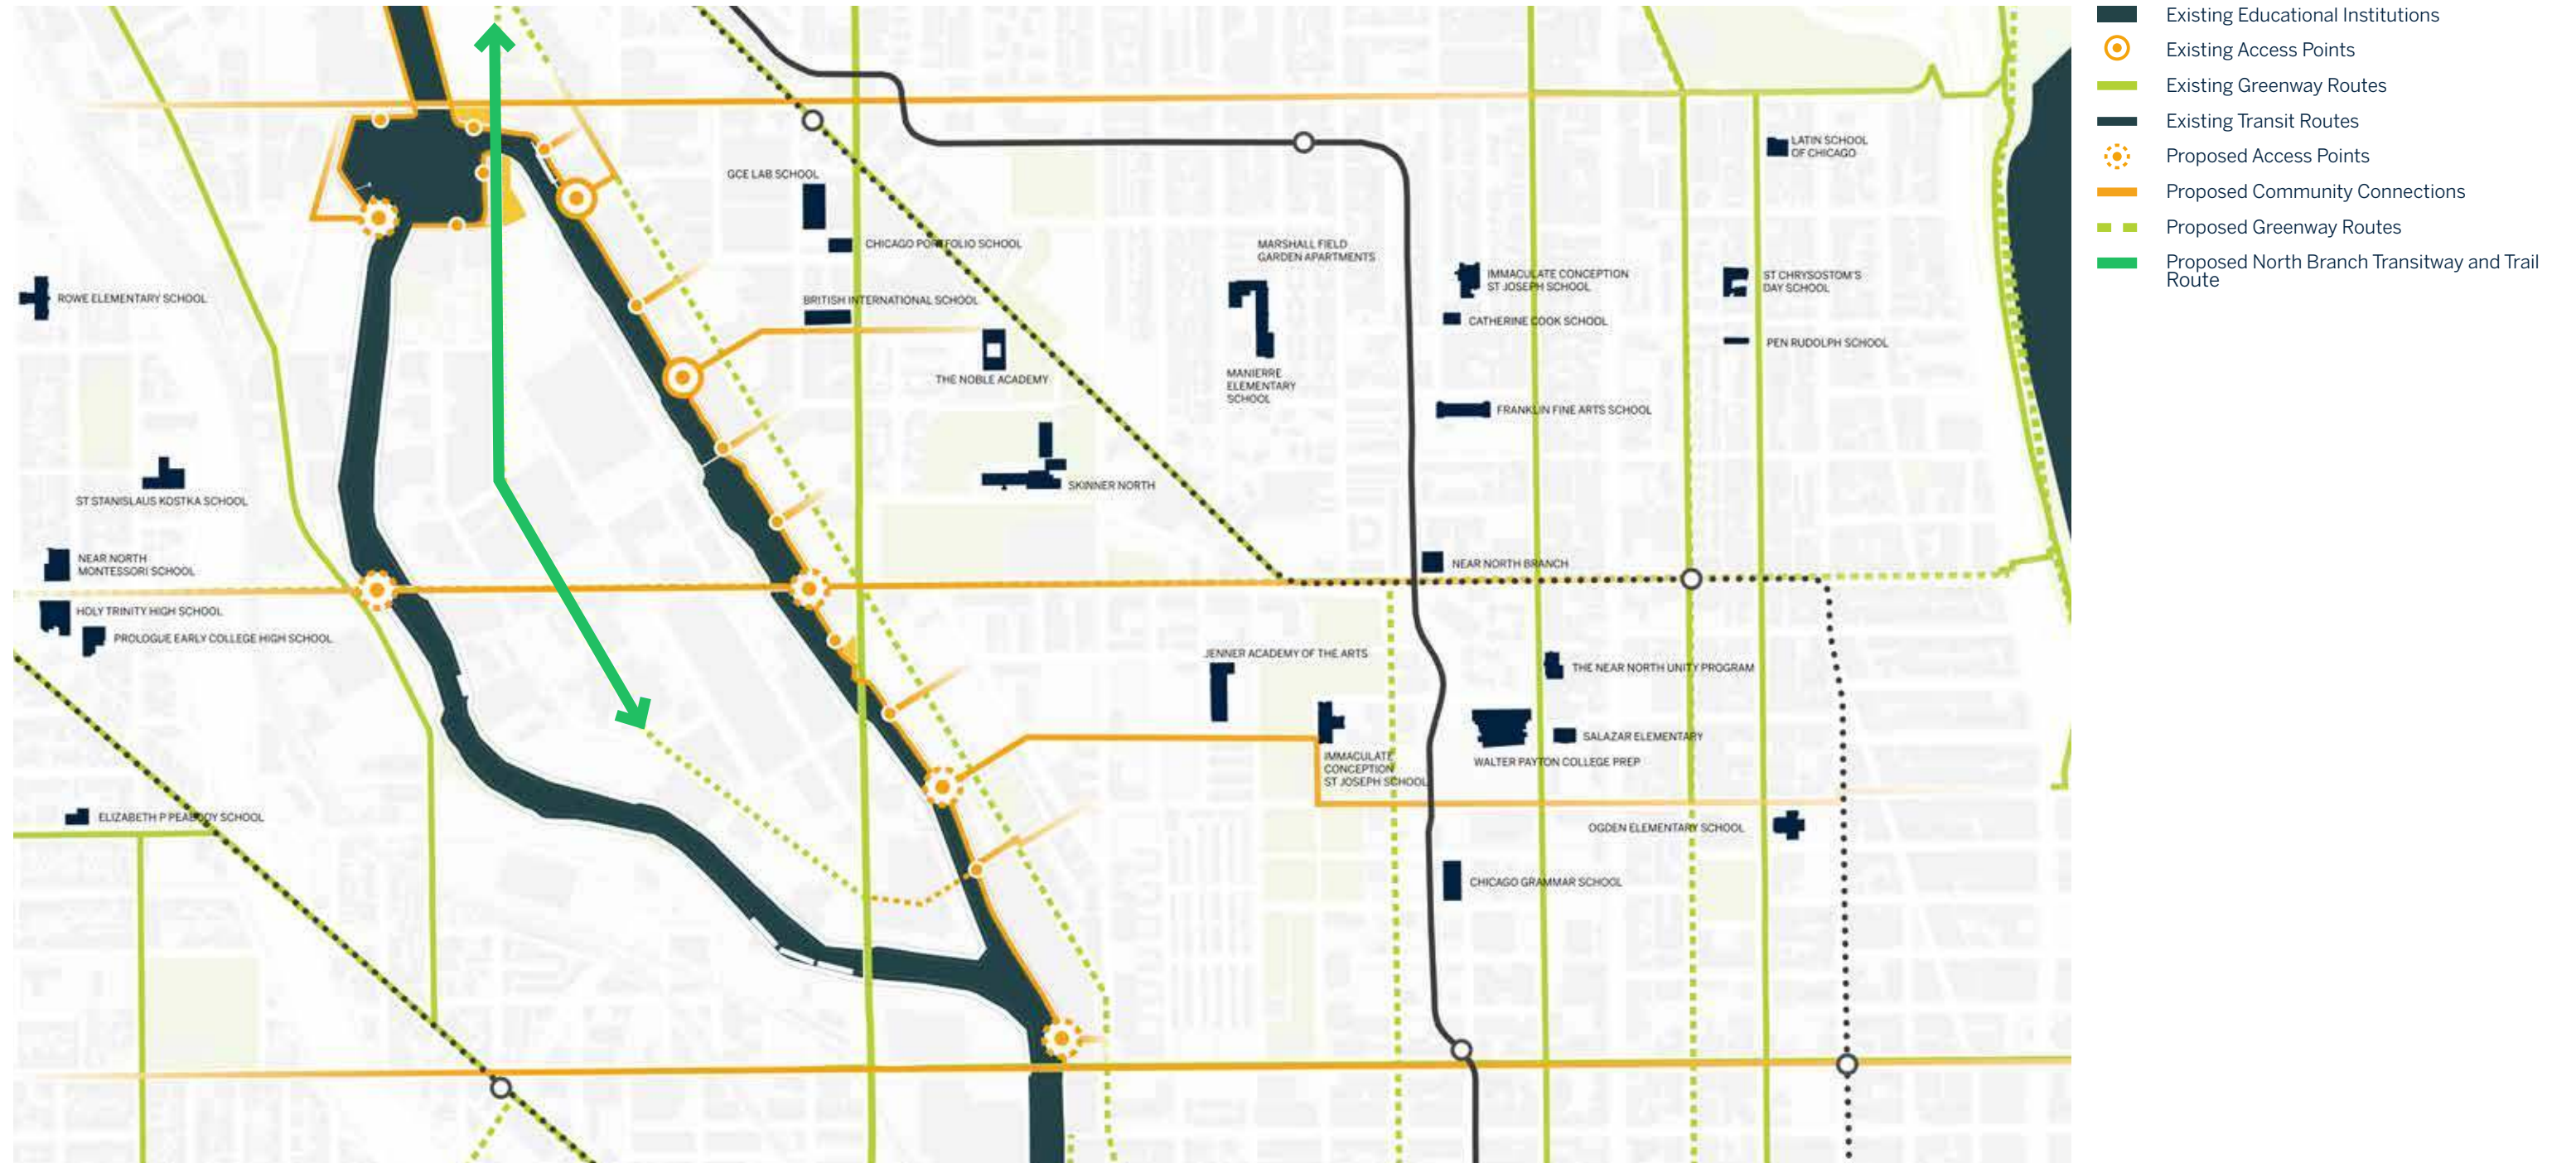 Existing Educational Institutions
Existing Access Points
Existing Greenway Routes
Existing Transit Routes
Proposed Access Points
Proposed Community Connections
Proposed Greenway Routes
Proposed North Branch Transitway and Trail
Route
LATIN SCHOOL
OF CHICAGO
GCE LAB SCHOOL
CHICAGO PORTFOLIO SCHOOL
MARSHALL FIELD
GARDEN APARTMENTS
IMMACULATE CONCEPTION
ST JOSEPH SCHOOL
ST CHRYSOSTOM'S
DAY SCHOOL
ROWE ELEMENTARY SCHOOL
BRITISH INTERNATIONAL SCHOOL
CATHERINE COOK SCHOOL
PEN RUDOLPH SCHOOL
THE NOBLE ACADEMY
MANIERRE
ELEMENTARY
SCHOOL
FRANKLIN FINE ARTS SCHOOL
SKINNER NORTH
ST STANISLAUS KOSTKA SCHOOL
NEAR NORTH
MONTESSORI SCHOOL
NEAR NORTH BRANCH
HOLY TRINITY HIGH SCHOOL
PROLOGUE EARLY COLLEGE HIGH SCHOOL
JENNER ACADEMY OF THE ARTS
THE NEAR NORTH UNITY PROGRAM
SALAZAR ELEMENTARY
IMMACULATE
CONCEPTION
ST JOSEPH SCHOOL
WALTER PAYTON COLLEGE PREP
ELIZABETH P PEABODY SCHOOL
OGDEN ELEMENTARY SCHOOL
CHICAGO GRAMMAR SCHOOL